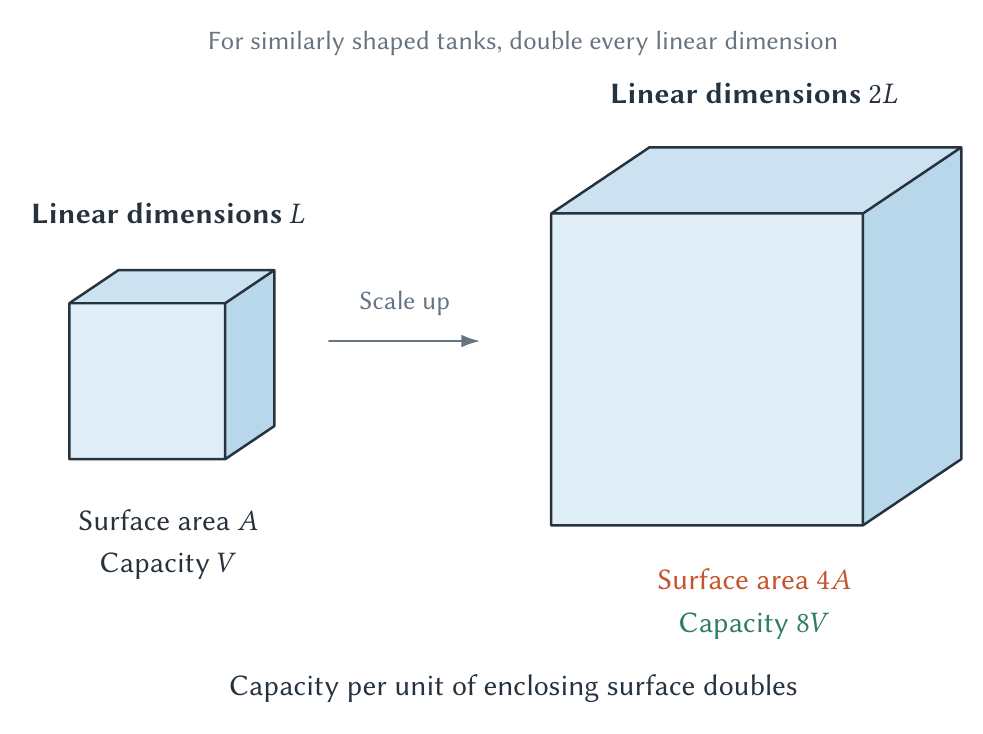 For similarly shaped tanks, double every linear dimension
Linear dimensions 2L
Linear dimensions L
Scale up
Surface area A
Capacity V
Surface area 4A
Capacity 8V
Capacity per unit of enclosing surface doubles